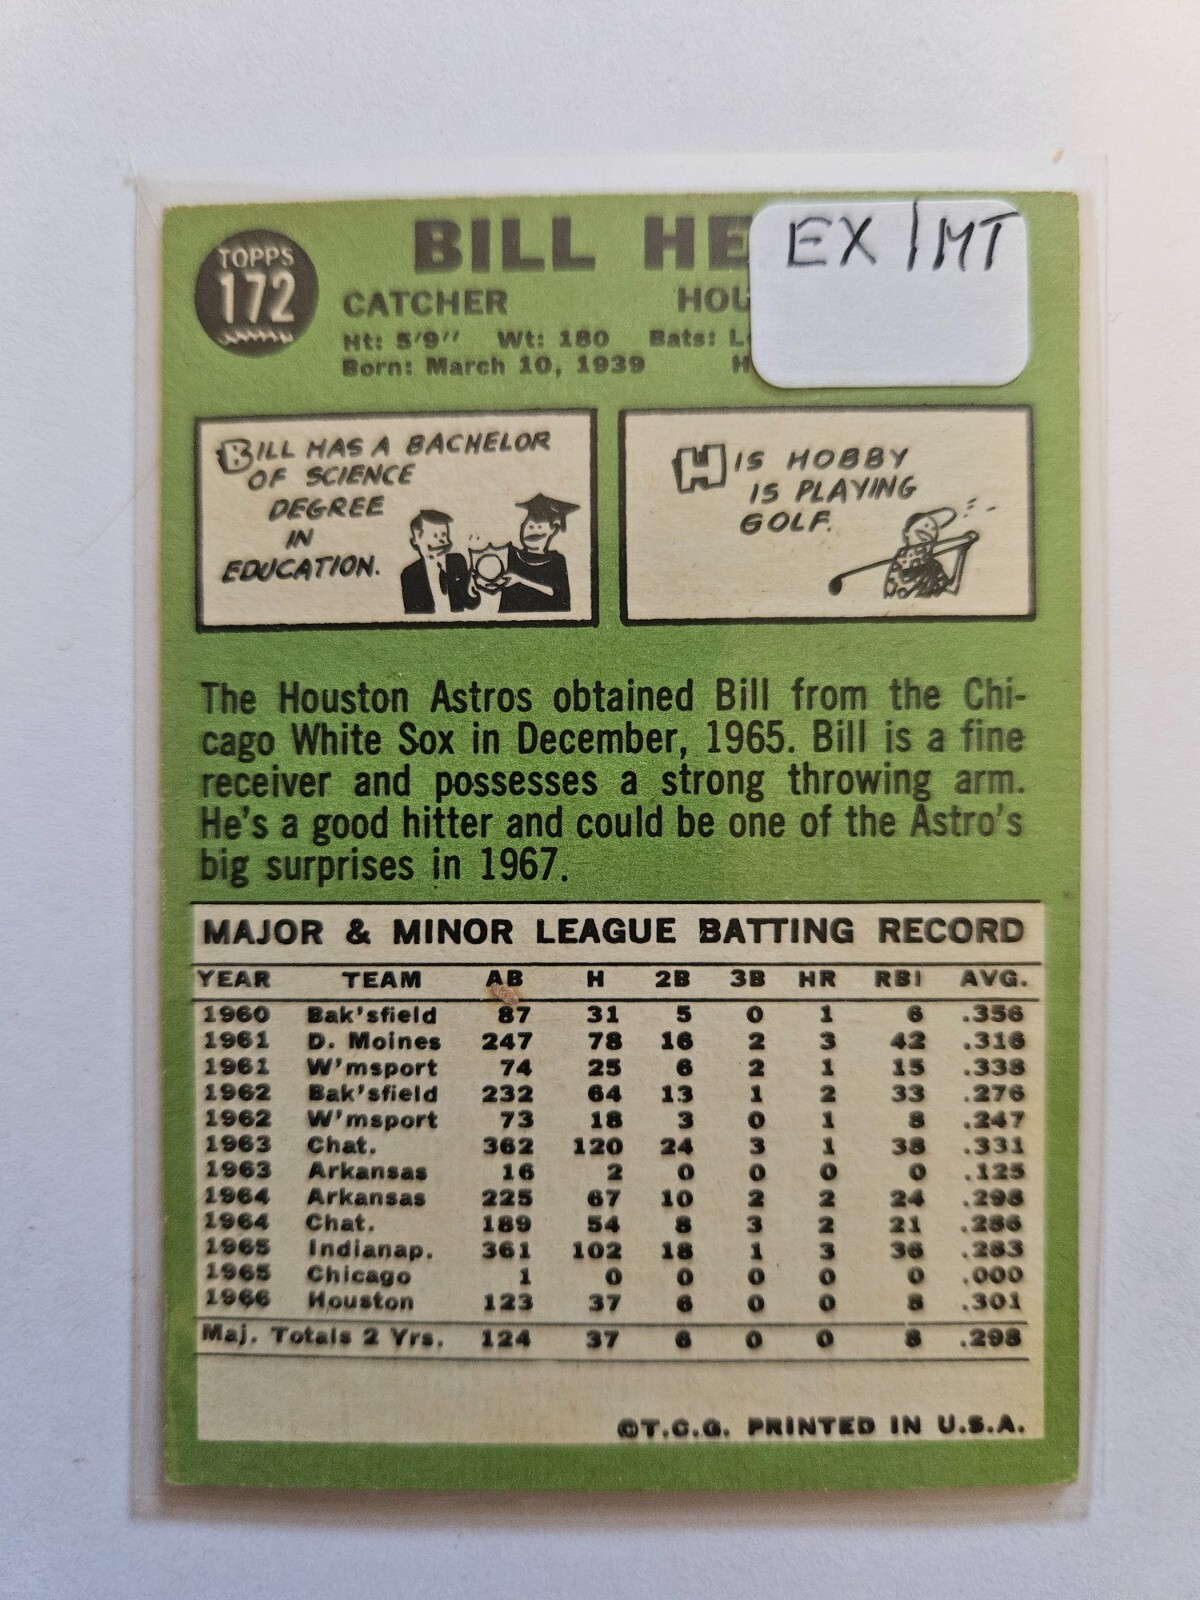 TOPPS
172
BILL HE
EX/MT
CATCHER HOU
Ht: 5'9" Wt: 180 Bats: L
Born: March 10, 1939 H
BILL HAS A BACHELOR
OF SCIENCE
DEGREE
IN
EDUCATION.
HIS HOBBY
IS PLAYING
GOLF.
The Houston Astros obtained Bill from the Chi-
cago White Sox in December, 1965. Bill is a fine
receiver and possesses a strong throwing arm.
He's a good hitter and could be one of the Astro's
big surprises in 1967.
MAJOR & MINOR LEAGUE BATTING RECORD
YEAR TEAM AB H 2B 3B HR RBI AVG.
1960 Bak'sfield 87 31 5 0 1 6 .356
1961 D. Moines 247 78 16 2 3 42 .316
1961 W'msport 74 25 6 2 1 15 .338
1962 Bak'sfield 232 64 13 1 2 33 .276
1962 W'msport 73 18 3 0 1 8 .247
1963 Chat. 362 120 24 3 1 38 .331
1963 Arkansas 16 2 0 0 0 0 .125
1964 Arkansas 225 67 10 2 2 24 .298
1964 Chat. 189 54 8 3 2 21 .286
1965 Indianap. 361 102 18 1 3 36 .283
1965 Chicago 1 0 0 0 0 0 .000
1966 Houston 123 37 6 0 0 8 .301
Maj. Totals 2 Yrs. 124 37 6 0 0 8 .298
©T.C.G. PRINTED IN U.S.A.